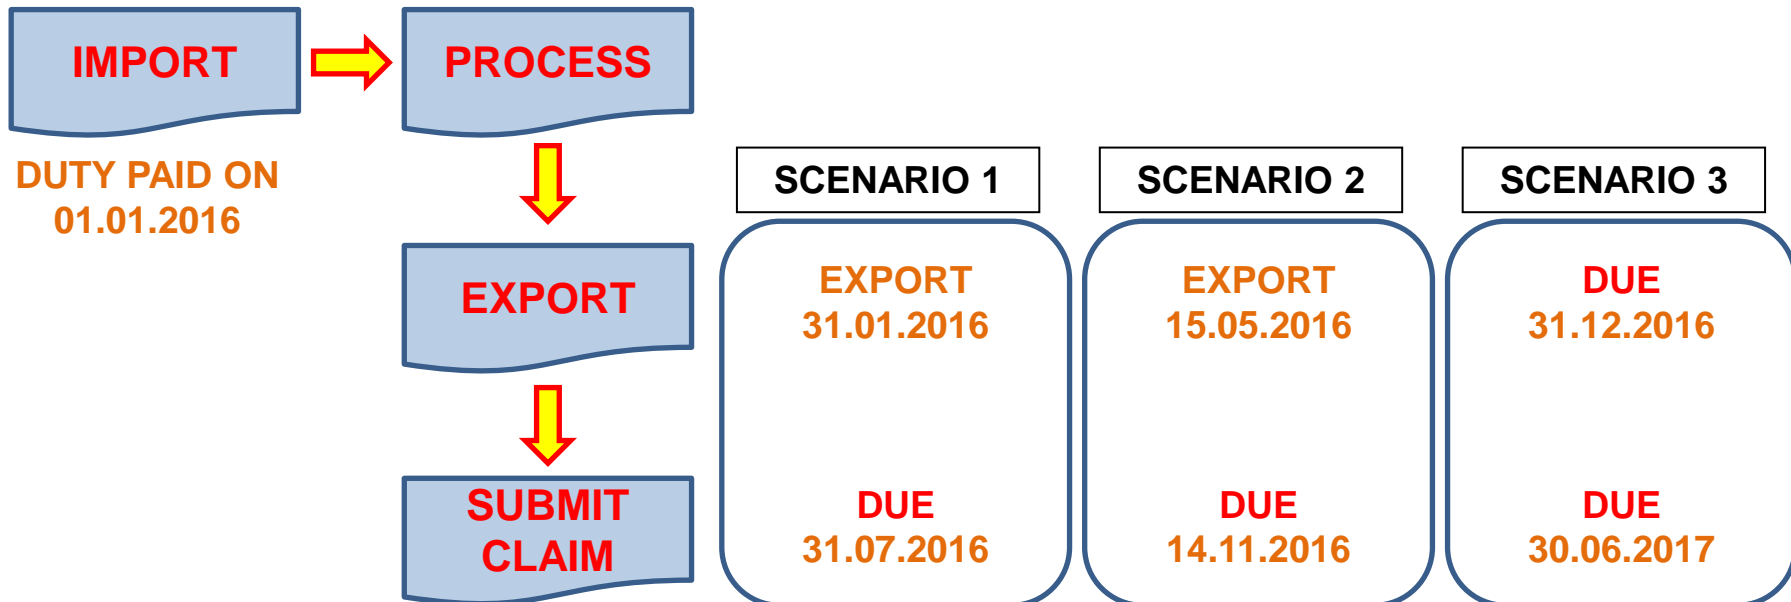 IMPORT
PROCESS
DUTY PAID ON
01.01.2016
EXPORT
SUBMIT
CLAIM
SCENARIO 1
EXPORT
31.01.2016
DUE
31.07.2016
SCENARIO 2
EXPORT
15.05.2016
DUE
14.11.2016
SCENARIO 3
DUE
31.12.2016
DUE
30.06.2017